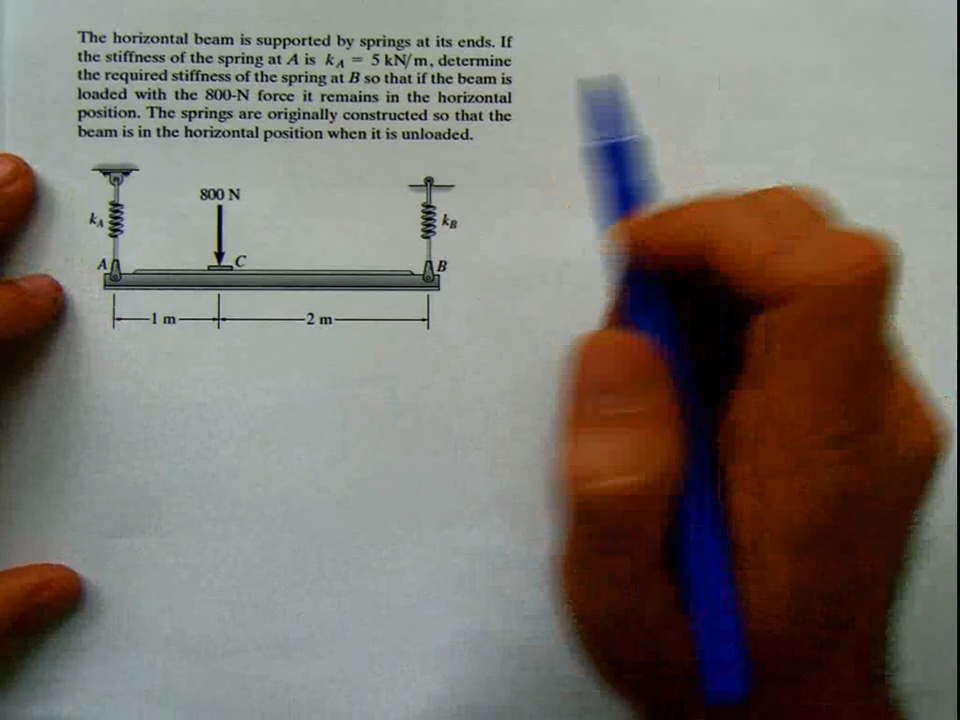 The horizontal beam is supported by springs at its ends. If
the stiffness of the spring at A is kA = 5 kN/m, determine
the required stiffness of the spring at B so that if the beam is
loaded with the 800-N force it remains in the horizontal
position. The springs are originally constructed so that the
beam is in the horizontal position when it is unloaded.
800 N
kA
kB
A
C
B
1 m
2 m